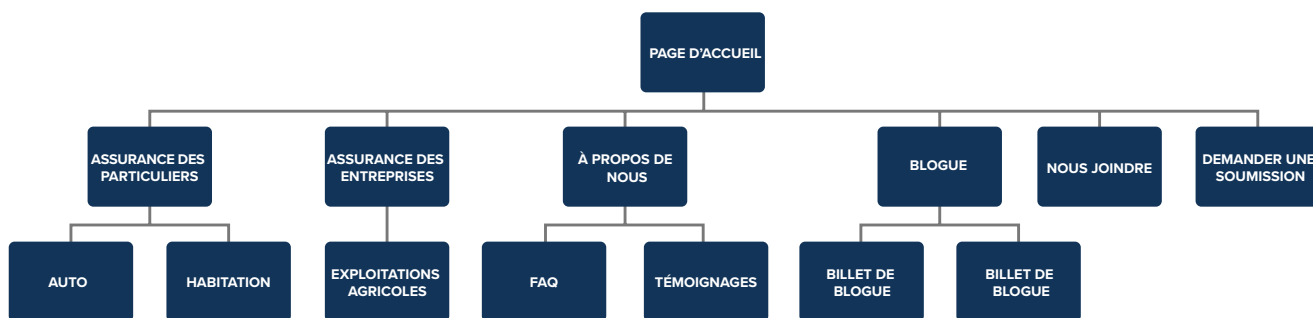 PAGE D’ACCUEIL
ASSURANCE DES
PARTICULIERS
ASSURANCE DES
ENTREPRISES
À PROPOS DE
NOUS
BLOGUE
NOUS JOINDRE
DEMANDER UNE
SOUMISSION
AUTO
HABITATION
EXPLOITATIONS
AGRICOLES
FAQ
TÉMOIGNAGES
BILLET DE
BLOGUE
BILLET DE
BLOGUE